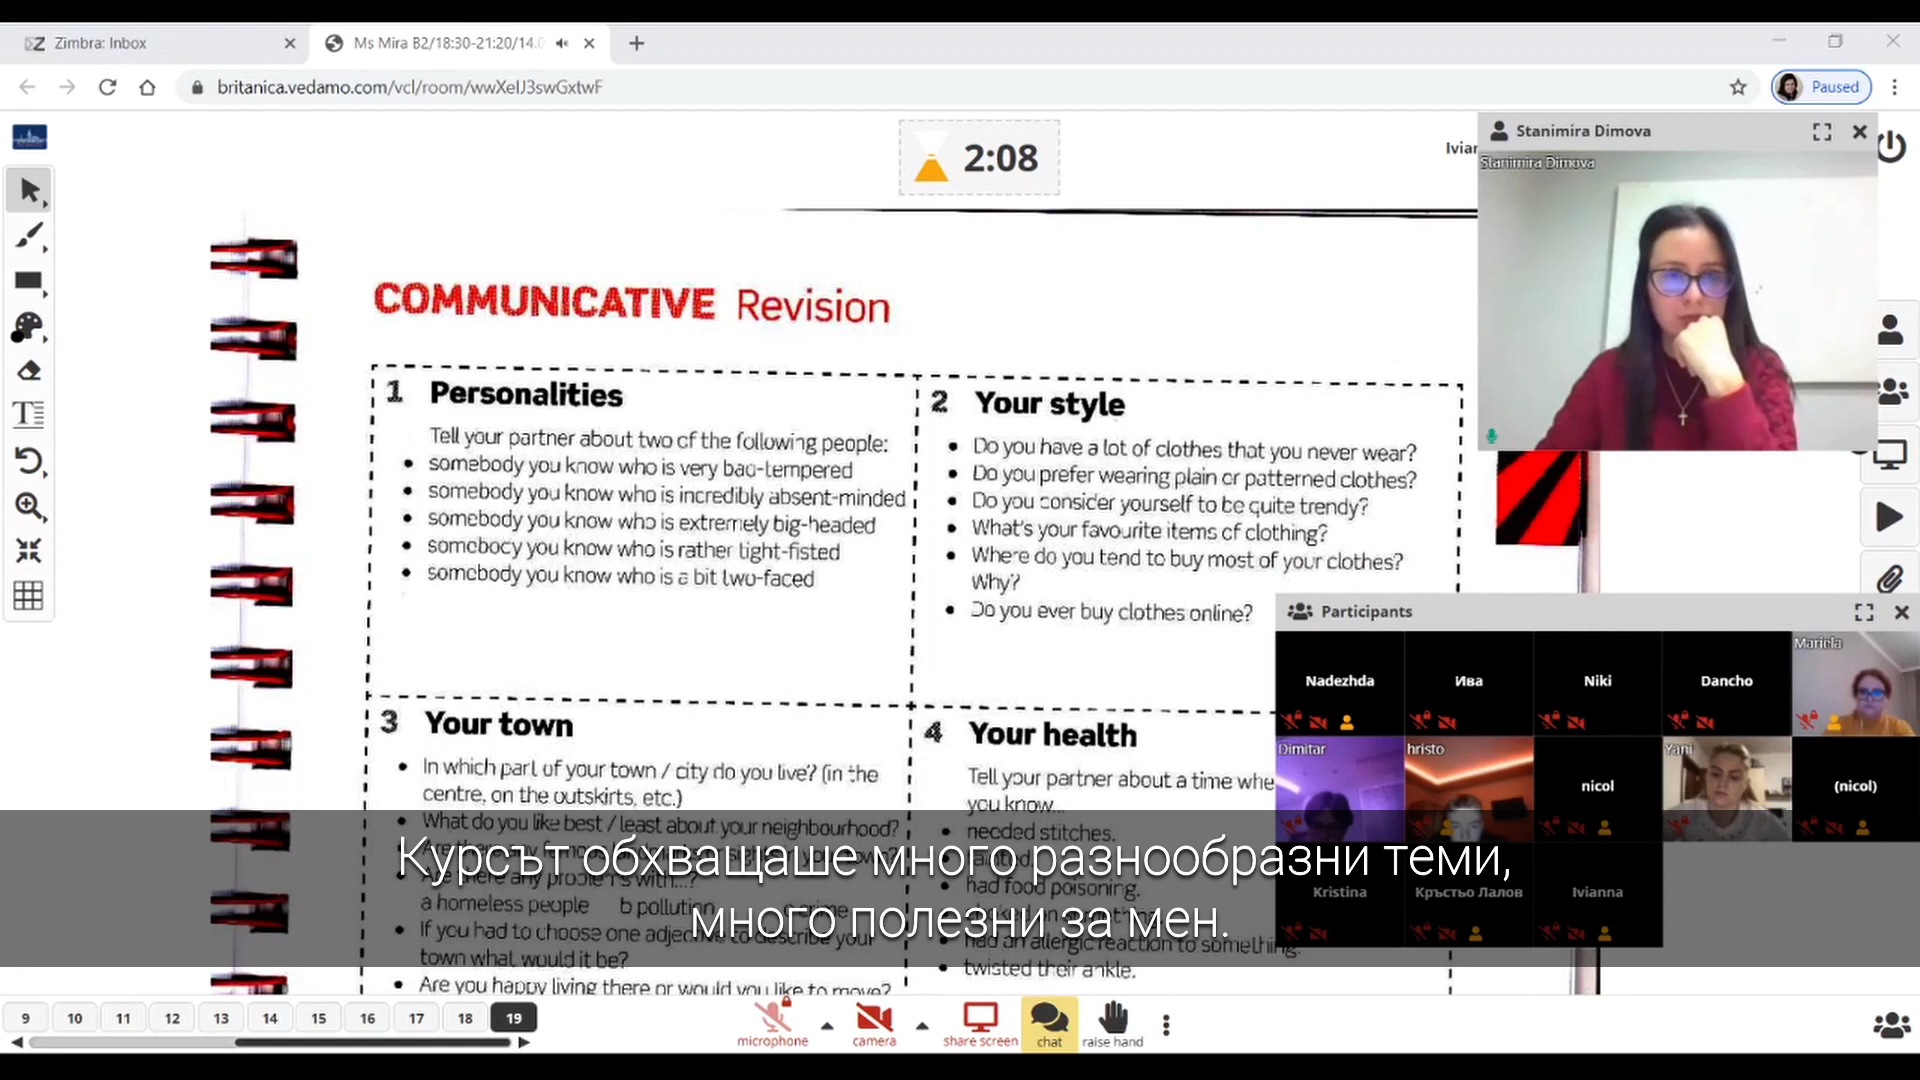 Zimbra: Inbox
Ms Mira B2/18:30-21:20/14.0
britanica.vedamo.com/vcl/room/wwXeIJ3swGxtwF
Paused
2:08
Stanimira Dimova
Stanimira Dimova
COMMUNICATIVE Revision
1 Personalities
Tell your partner about two of the following people:
somebody you know who is very bad-tempered
somebody you know who is incredibly absent-minded
somebody you know who is extremely big-headed
somebody you know who is rather tight-fisted
somebody you know who is a bit two-faced
2 Your style
Do you have a lot of clothes that you never wear?
Do you prefer wearing plain or patterned clothes?
Do you consider yourself to be quite trendy?
What's your favourite items of clothing?
Where do you tend to buy most of your clothes?
Why?
Do you ever buy clothes online?
3 Your town
In which part of your town / city do you live? (in the
centre, on the outskirts, etc.)
What do you like best / least about your neighbourhood?
Are there any problems with...?
a homeless people b pollution crime
If you had to choose one adjective to describe your
town what would it be?
Are you happy living there or would you like to move?
4 Your health
Tell your partner about a time whe
you know...
needed stitches.
fainted.
had food poisoning.
had an allergic reaction to something.
twisted their ankle.
Participants
Nadezhda
Ива
Niki
Dancho
Mariela
Dimitar
hristo
nicol
Yani
(nicol)
Kristina
Кръстьо Лалов
Ivianna
Курсът обхващаше много разнообразни теми,
много полезни за мен.
9 10 11 12 13 14 15 16 17 18 19
microphone
camera
share screen
chat
raise hand